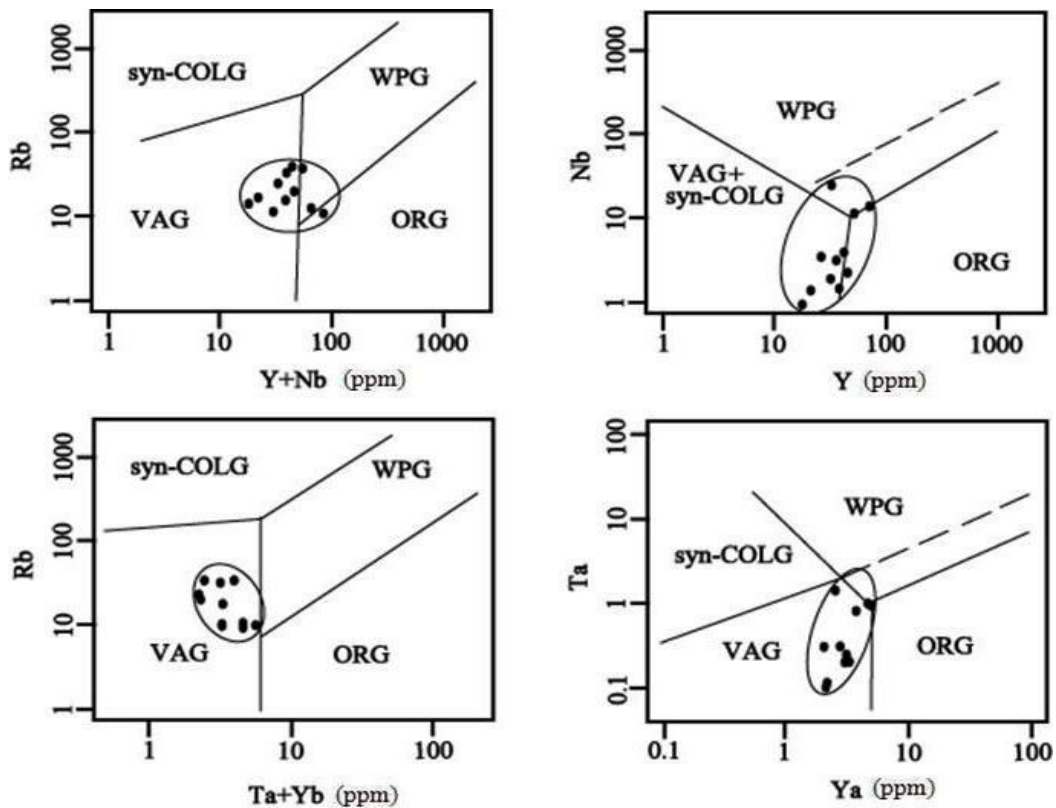 1000
100
10
1
Rb
syn-COLG
WPG
VAG
ORG
1 10 100 1000
Y+Nb (ppm)
1000
100
10
1
Nb
WPG
VAG+
syn-COLG
ORG
10 100 1000
Y (ppm)
1000
100
10
1
Rb
syn-COLG
WPG
VAG
ORG
1 10 100
Ta+Yb (ppm)
100
10
1
0.1
Ta
WPG
syn-COLG
VAG
ORG
0.1 1 10 100
Ya (ppm)